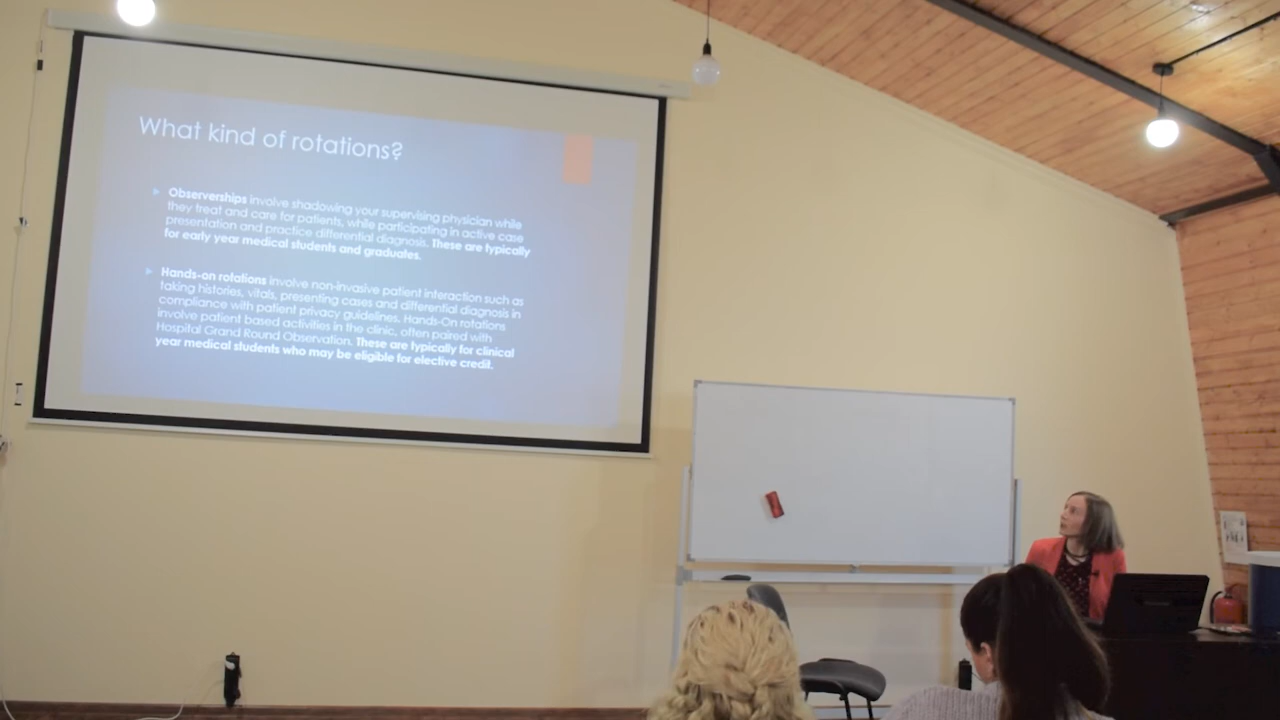 What kind of rotations?
Observerships involve shadowing your supervising physician while
they treat and care for patients, while participating in active case
presentation and practice differential diagnosis. These are typically
for early year medical students and graduates.
Hands-on rotations involve non-invasive patient interaction such as
taking histories, vitals, presenting cases and differential diagnosis in
compliance with patient privacy guidelines. Hands-On rotations
involve patient based activities in the clinic, often paired with
Hospital Grand Round Observation. These are typically for clinical
year medical students who may be eligible for elective credit.